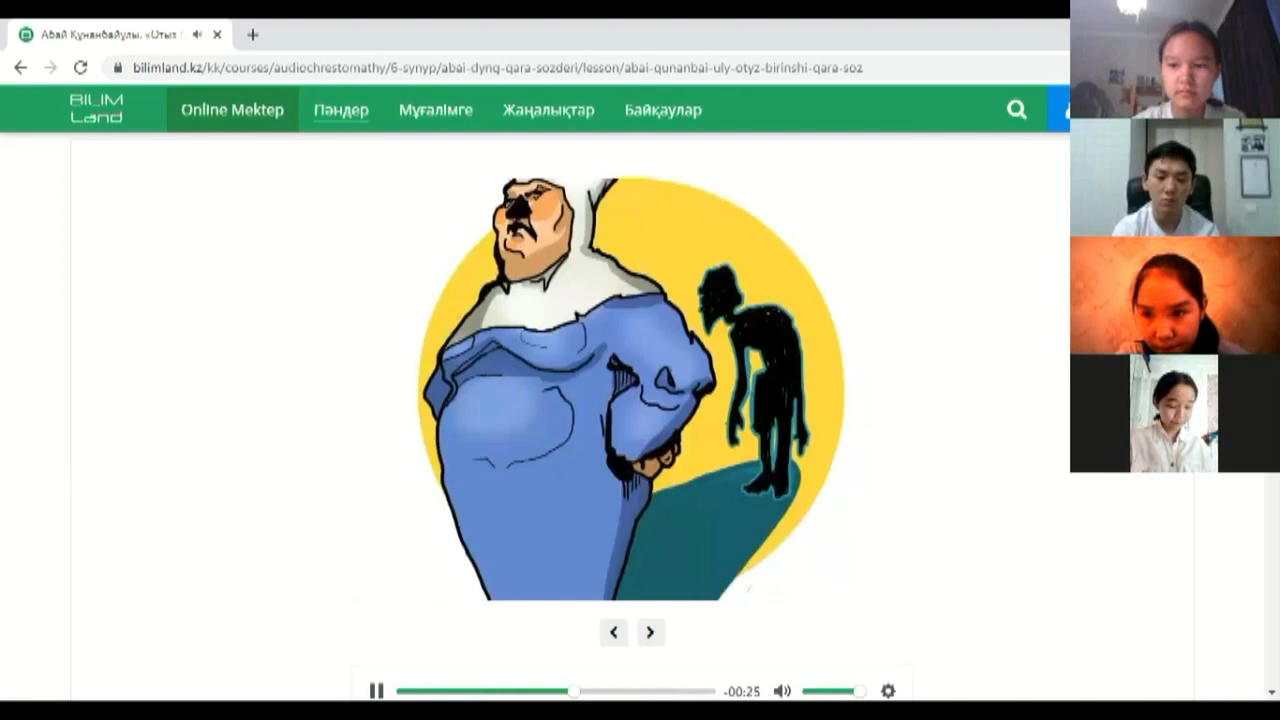 Абай Құнанбайұлы. «Отыз
bilimland.kz/kk/courses/audiochrestomathy/6-synyp/abai-dynq-qara-sozderi/lesson/abai-qunanbai-uly-otyz-birinshi-qara-soz
BILIM
Land
Online Mektep Пәндер Мұғалімге Жаңалықтар Байқаулар
-00:25